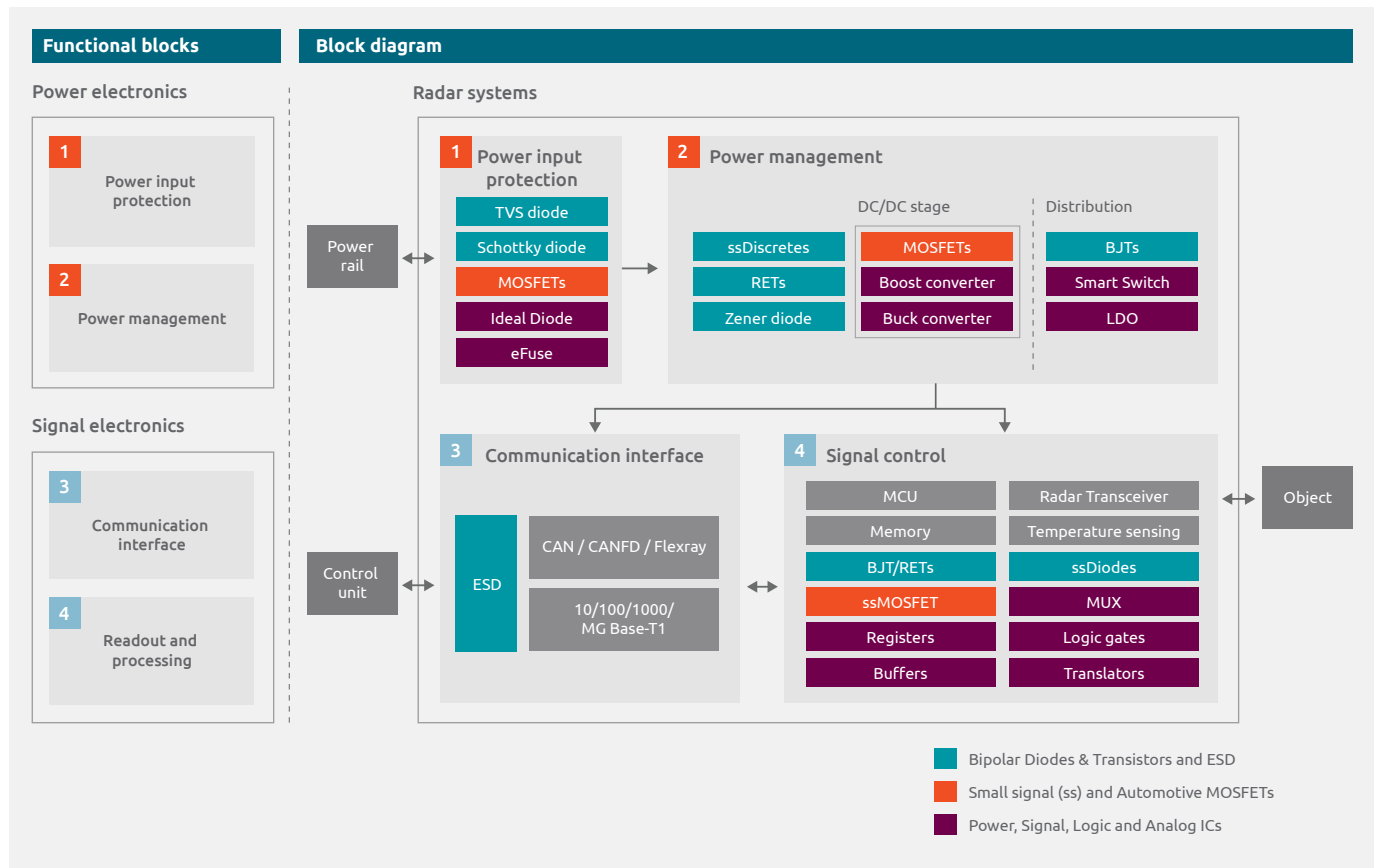 Functional blocks
Block diagram
Power electronics
1
Power input
protection
2
Power management
Signal electronics
3
Communication
interface
4
Readout and
processing
Radar systems
Power
rail
1
Power input
protection
TVS diode
Schottky diode
MOSFETs
Ideal Diode
eFuse
2
Power management
ssDiscretes
RETs
Zener diode
DC/DC stage
MOSFETs
Boost converter
Buck converter
Distribution
BJTs
Smart Switch
LDO
Control
unit
3
Communication interface
ESD
CAN / CANFD / Flexray
10/100/1000/
MG Base-T1
4
Signal control
MCU
Memory
BJT/RETs
ssMOSFET
Registers
Buffers
Radar Transceiver
Temperature sensing
ssDiodes
MUX
Logic gates
Translators
Object
Bipolar Diodes & Transistors and ESD
Small signal (ss) and Automotive MOSFETs
Power, Signal, Logic and Analog ICs